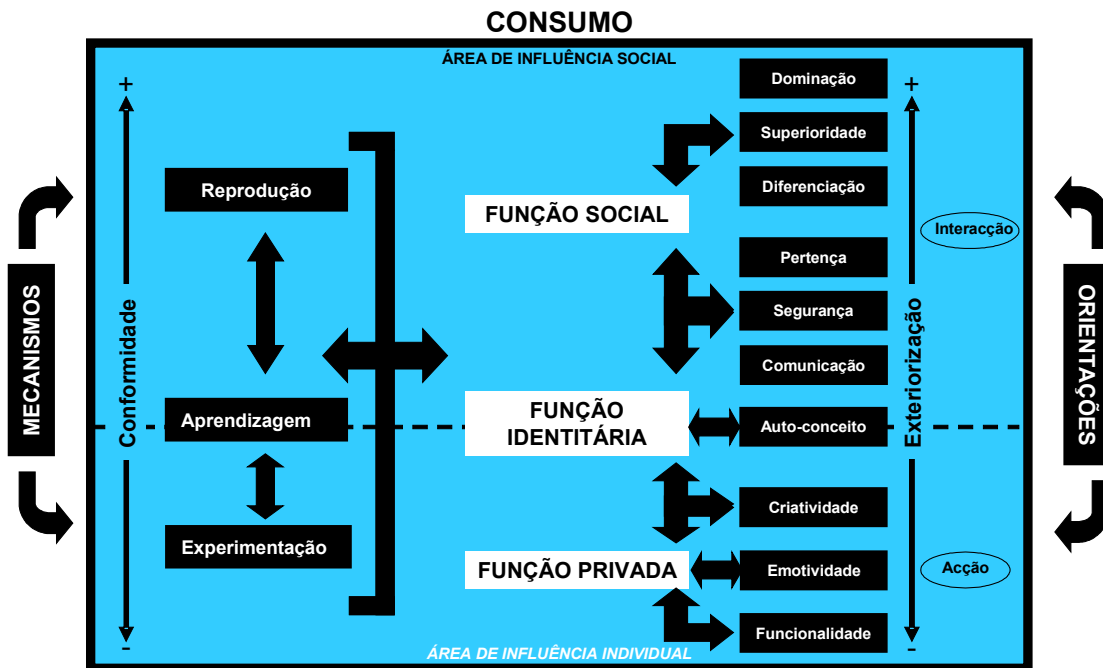 CONSUMO
ÁREA DE INFLUÊNCIA SOCIAL
MECANISMOS
+
Conformidade
-
Reprodução
Aprendizagem
Experimentação
FUNÇÃO SOCIAL
FUNÇÃO
IDENTITÁRIA
FUNÇÃO PRIVADA
Dominação
Superioridade
Diferenciação
Pertença
Segurança
Comunicação
Auto-conceito
Criatividade
Emotividade
Funcionalidade
+
Exteriorização
-
Interacção
Acção
ORIENTAÇÕES
ÁREA DE INFLUÊNCIA INDIVIDUAL